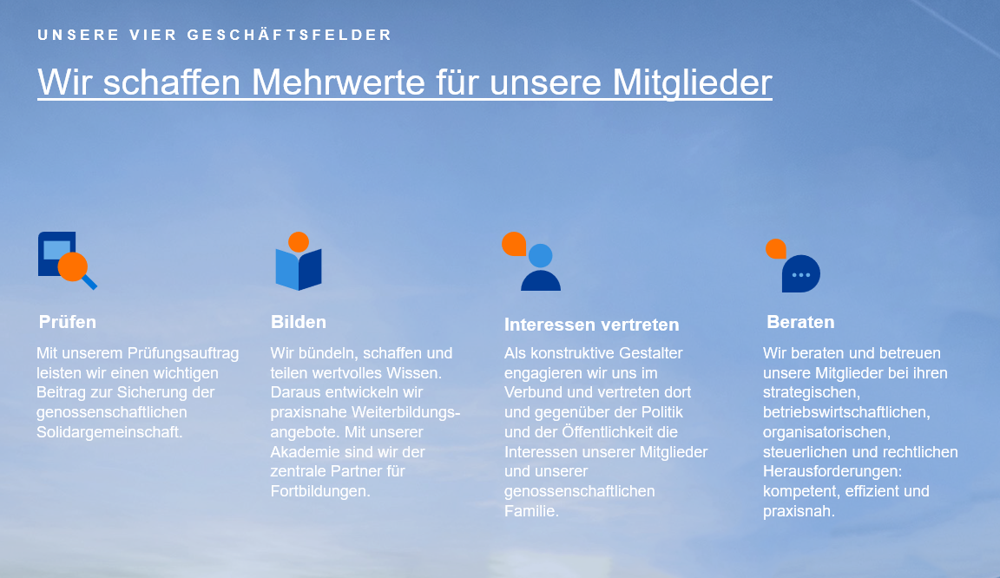 UNSERE VIER GESCHÄFTSFELDER
Wir schaffen Mehrwerte für unsere Mitglieder
Prüfen
Mit unserem Prüfungsauftrag
leisten wir einen wichtigen
Beitrag zur Sicherung der
genossenschaftlichen
Solidargemeinschaft.
Bilden
Wir bündeln, schaffen und
teilen wertvolles Wissen.
Daraus entwickeln wir
praxisnahe Weiterbildungs-
angebote. Mit unserer
Akademie sind wir der
zentrale Partner für
Fortbildungen.
Interessen vertreten
Als konstruktive Gestalter
engagieren wir uns im
Verbund und vertreten dort
und gegenüber der Politik
und der Öffentlichkeit die
Interessen unserer Mitglieder
und unserer
genossenschaftlichen
Familie.
Beraten
Wir beraten und betreuen
unsere Mitglieder bei ihren
strategischen,
betriebswirtschaftlichen,
organisatorischen,
steuerlichen und rechtlichen
Herausforderungen:
kompetent, effizient und
praxisnah.